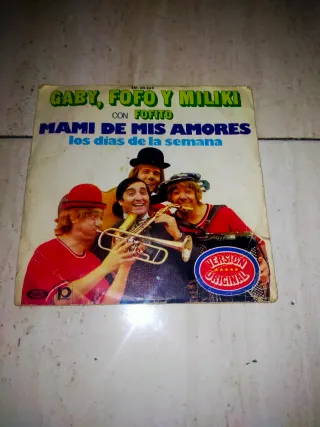 GABY, FOFO Y MILIKI
CON FOFITO
MAMI DE MIS AMORES
los días de la semana
VERSION
ORIGINAL